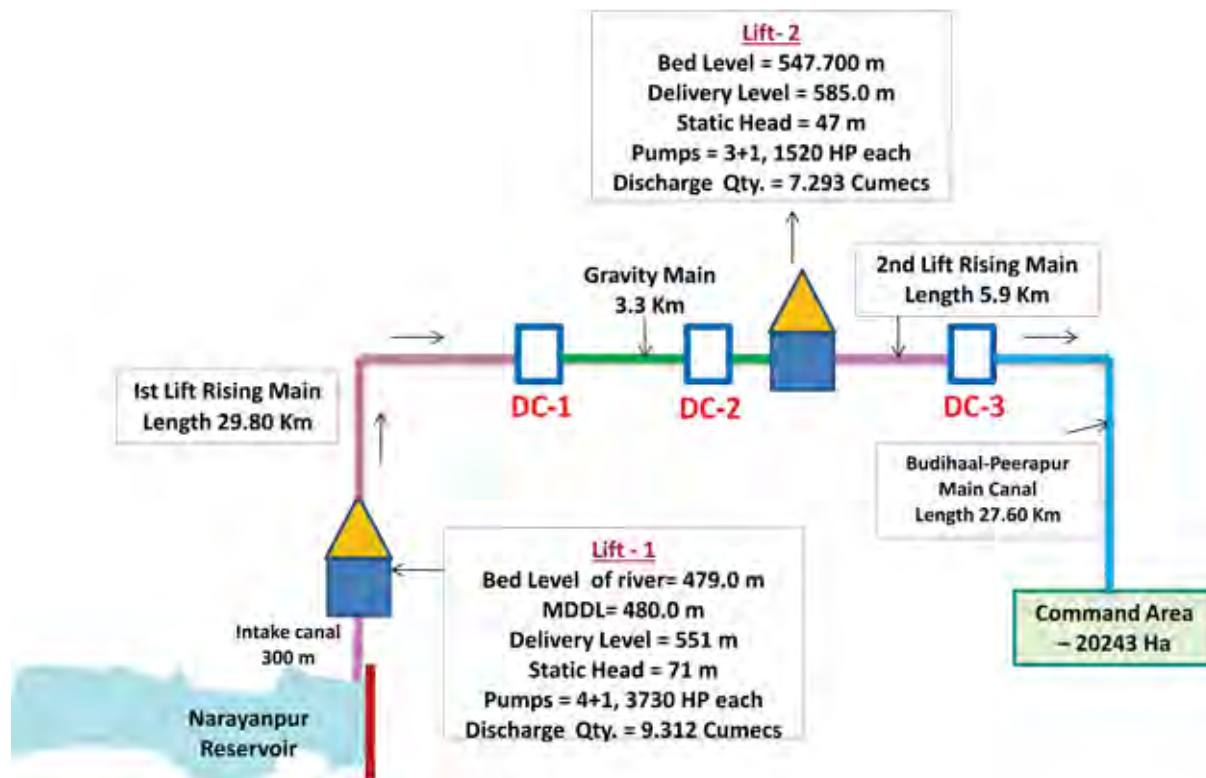 Lift- 2
Bed Level = 547.700 m
Delivery Level = 585.0 m
Static Head = 47 m
Pumps = 3+1, 1520 HP each
Discharge Qty. = 7.293 Cumecs
Gravity Main
3.3 Km
2nd Lift Rising Main
Length 5.9 Km
Ist Lift Rising Main
Length 29.80 Km
DC-1
DC-2
DC-3
Budihaal-Peerapur
Main Canal
Length 27.60 Km
Lift - 1
Bed Level of river= 479.0 m
MDDL= 480.0 m
Delivery Level = 551 m
Static Head = 71 m
Pumps = 4+1, 3730 HP each
Discharge Qty. = 9.312 Cumecs
Intake canal
300 m
Command Area
– 20243 Ha
Narayanpur
Reservoir